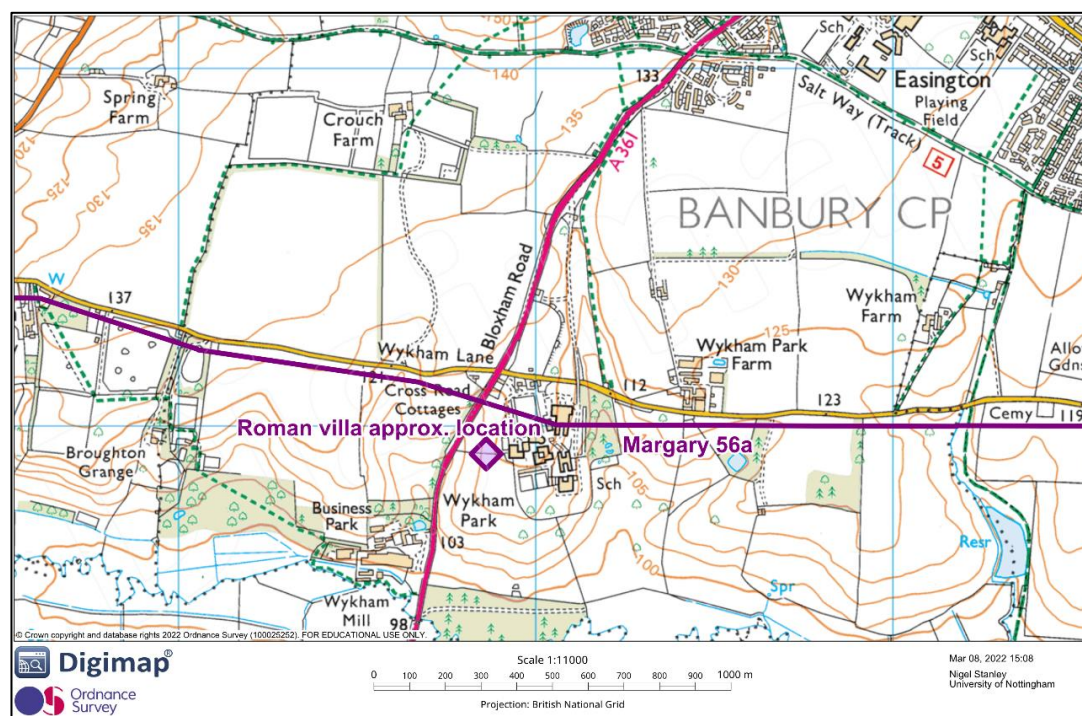 Sch
150
140
133
Sch
Easington
Playing
Field
Salt Way (Track)
5
Spring
Farm
Crouch
Farm
135
A361
120
125
130
135
BANBURY CP
130
Bloxham Road
W
137
Wykham
Farm
125
Wykham Park
Farm
Allo
Gdns
Wykham Lane
121
112
123
Cross Road
Cottages
Cemy
119
Roman villa approx. location
Margary 56a
Broughton
Grange
Sch
105
Business
Park
Wykham
Park
103
100
Resr
Spr
Wykham
Mill
98
© Crown copyright and database rights 2022 Ordnance Survey (100025252). FOR EDUCATIONAL USE ONLY.
Digimap®
Ordnance
Survey
Scale 1:11000
0 100 200 300 400 500 600 700 800 900 1000 m
Projection: British National Grid
Mar 08, 2022 15:08
Nigel Stanley
University of Nottingham